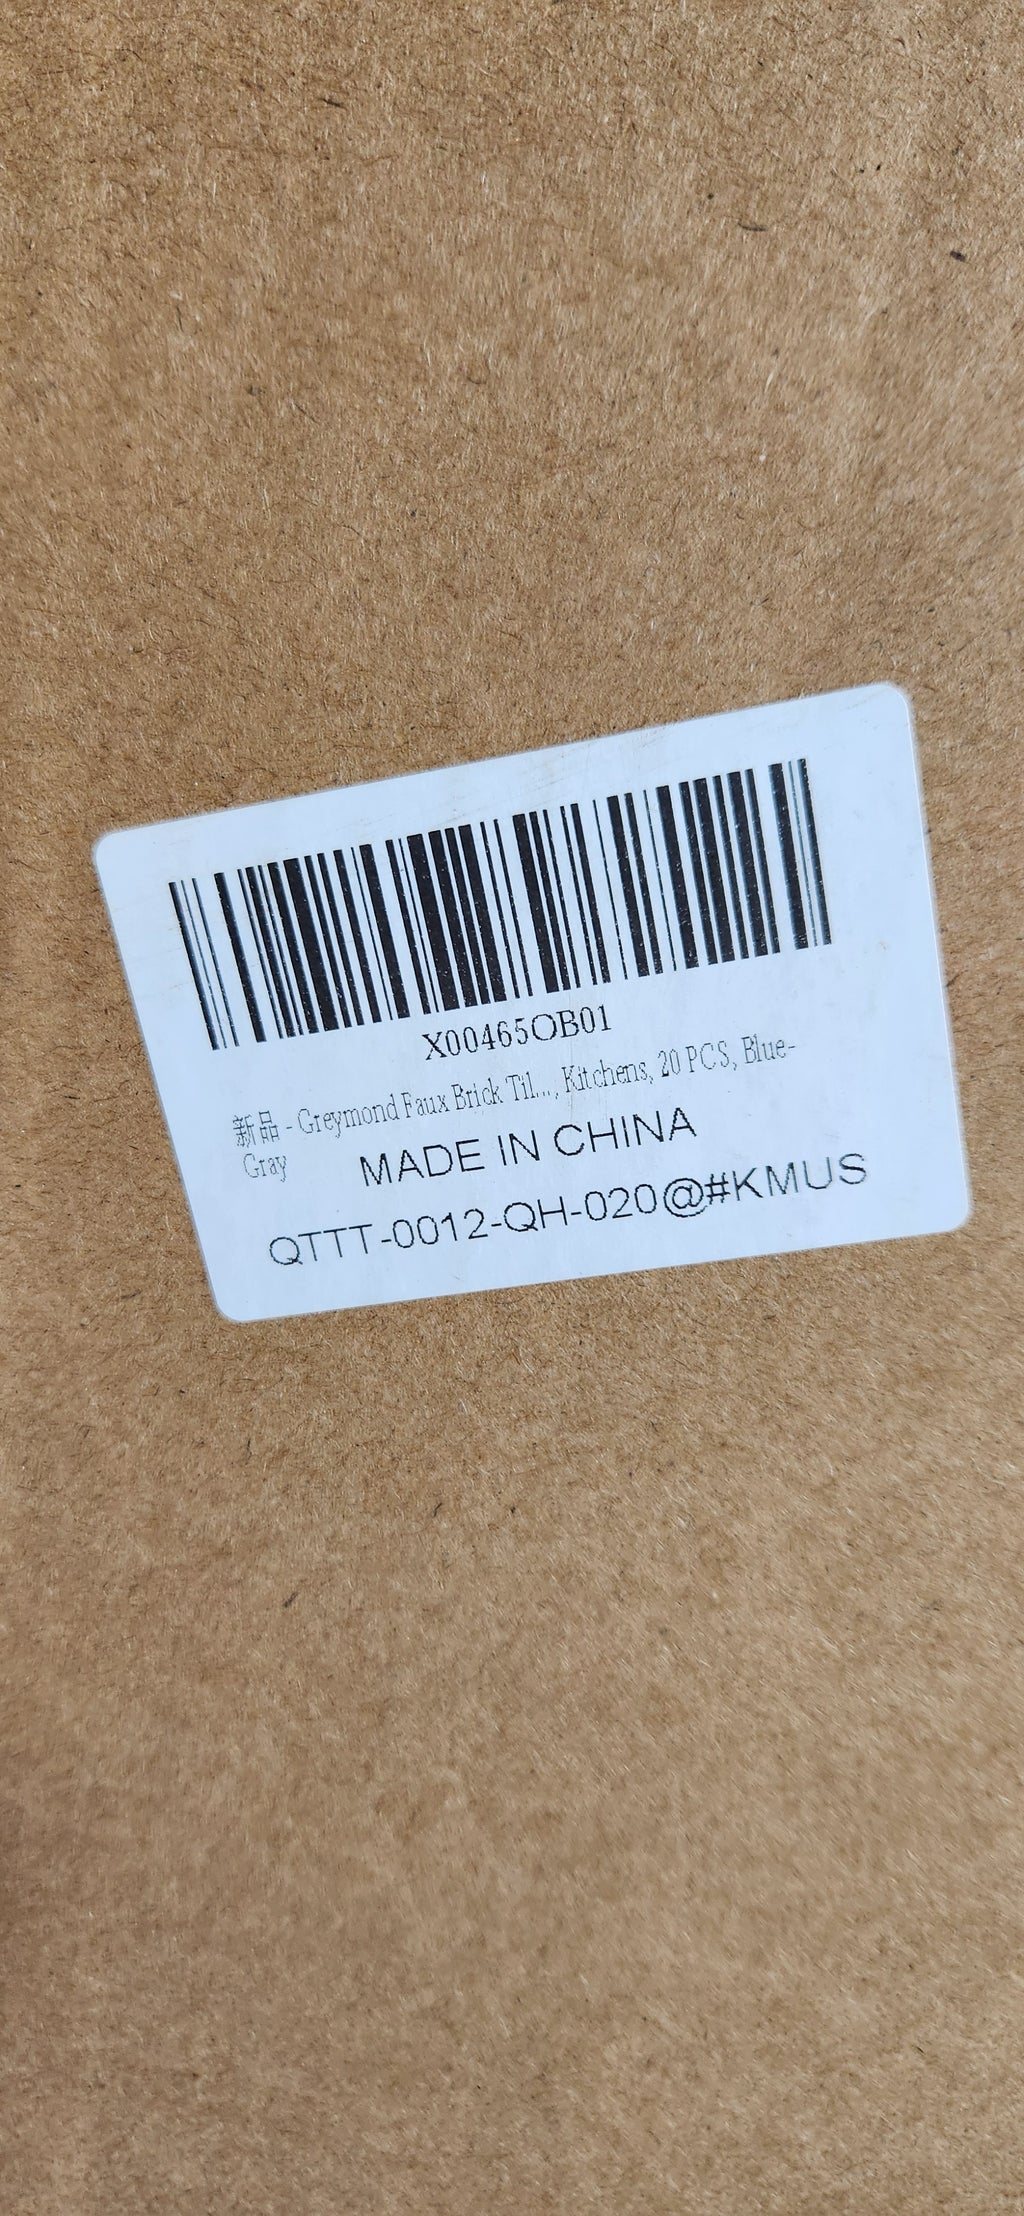 X00465OB01
新品 - Greymond Faux Brick Til..., Kitchens, 20 PCS, Blue-
Gray
MADE IN CHINA
QTTT-0012-QH-020@#KMUS